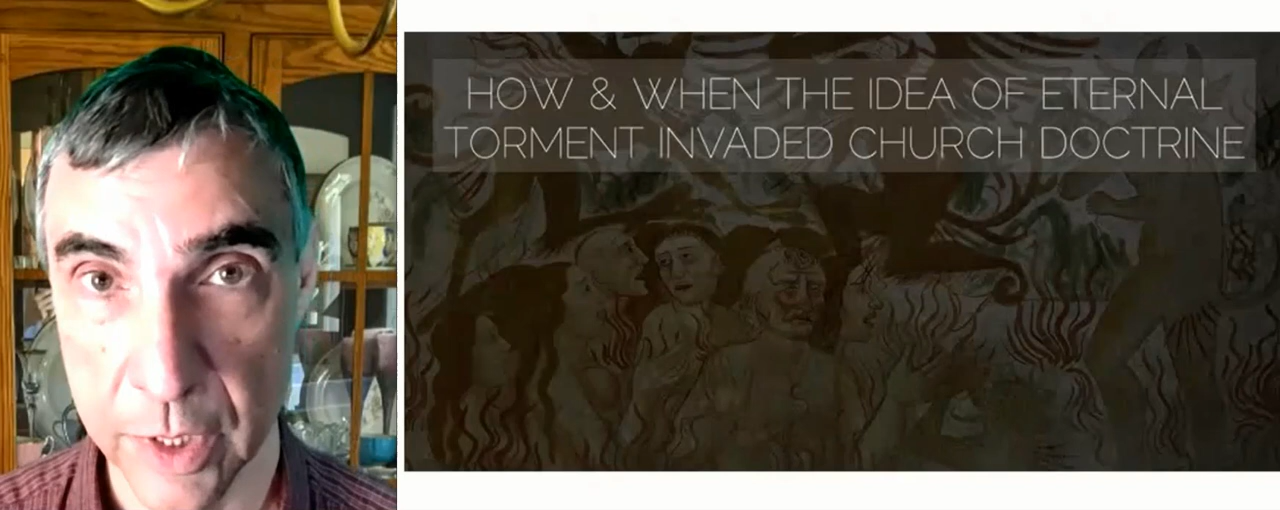 HOW & WHEN THE IDEA OF ETERNAL
TORMENT INVADED CHURCH DOCTRINE